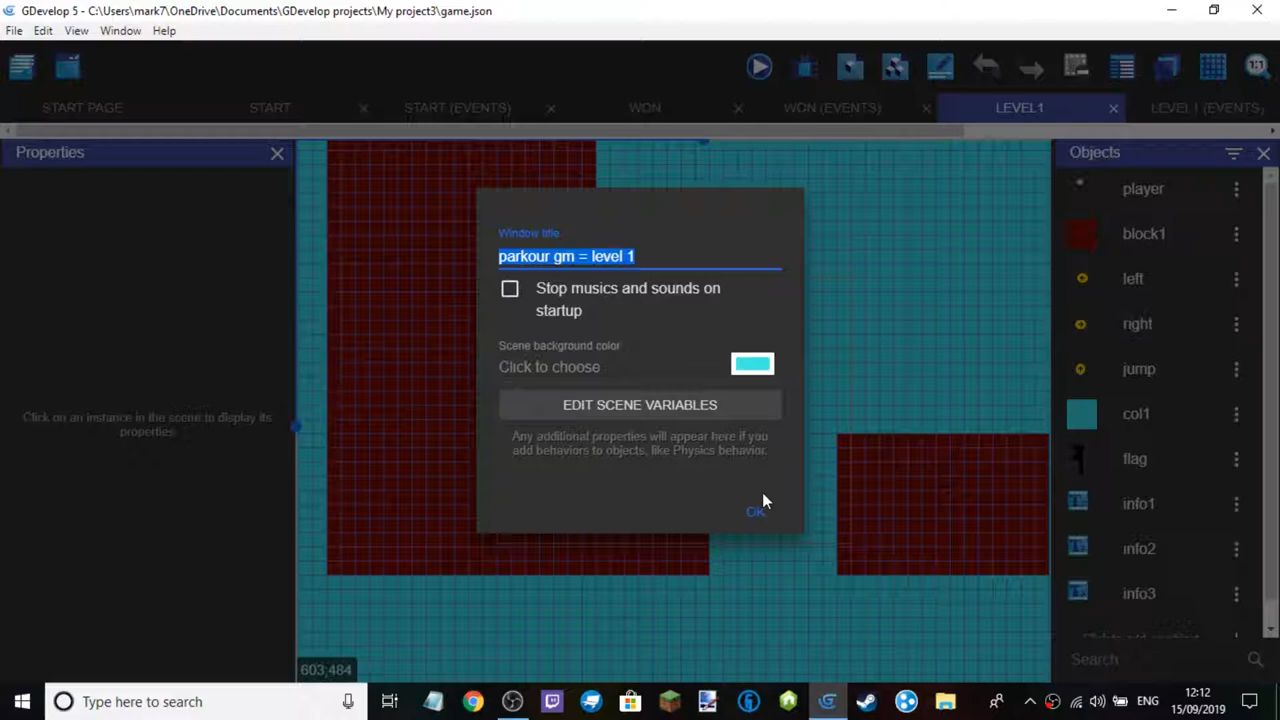 GDevelop 5 - C:\Users\mark7\OneDrive\Documents\GDevelop projects\My project3\game.json
File Edit View Window Help
1:1
START PAGE START START (EVENTS) WON WON (EVENTS) LEVEL1 LEVEL1 (EVENTS)
Properties
Objects
Click on an instance in the scene to display its
properties
Window title
parkour gm = level 1
Stop musics and sounds on
startup
Scene background color
Click to choose
EDIT SCENE VARIABLES
Any additional properties will appear here if you
add behaviors to objects, like Physics behavior.
OK
player
block1
left
right
jump
col1
flag
info1
info2
info3
Search
603;484
Type here to search
ENG
12:12
15/09/2019